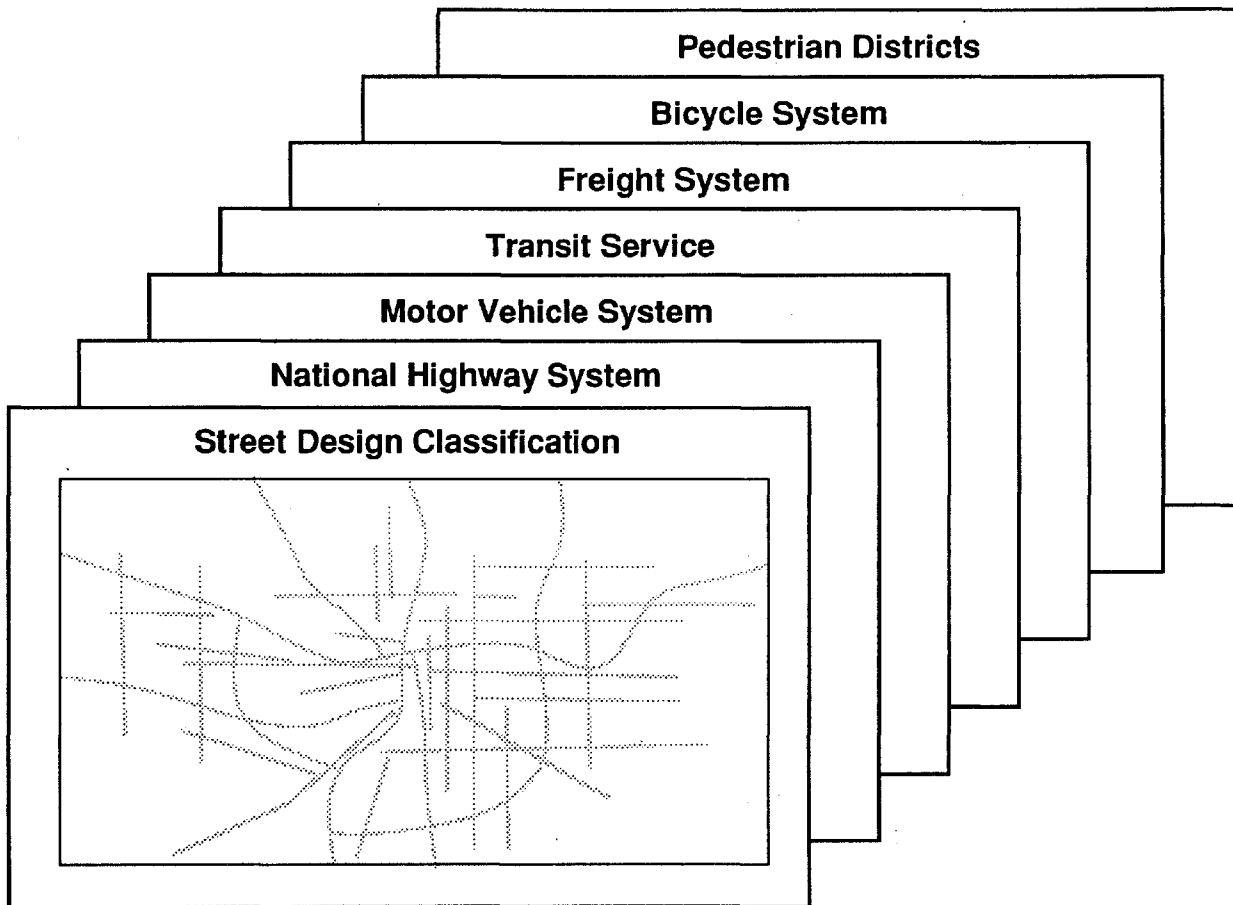 Pedestrian Districts
Bicycle System
Freight System
Transit Service
Motor Vehicle System
National Highway System
Street Design Classification